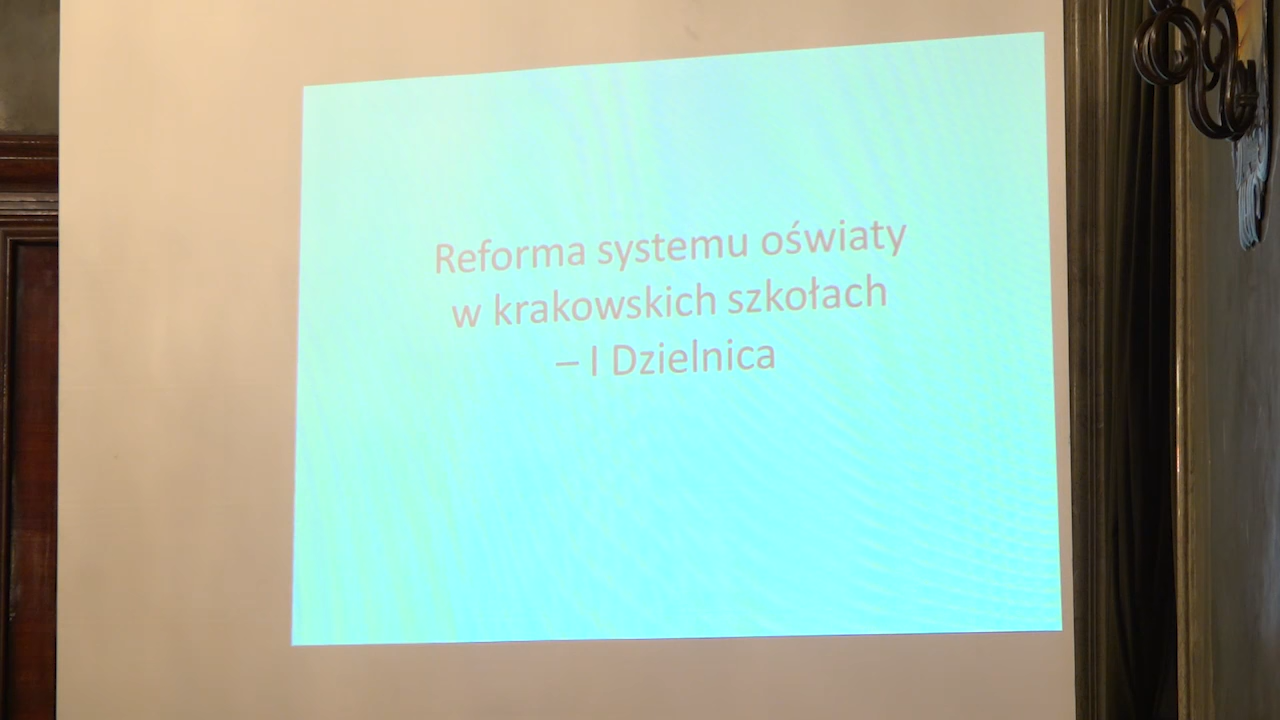 Reforma systemu oświaty
w krakowskich szkołach
– I Dzielnica